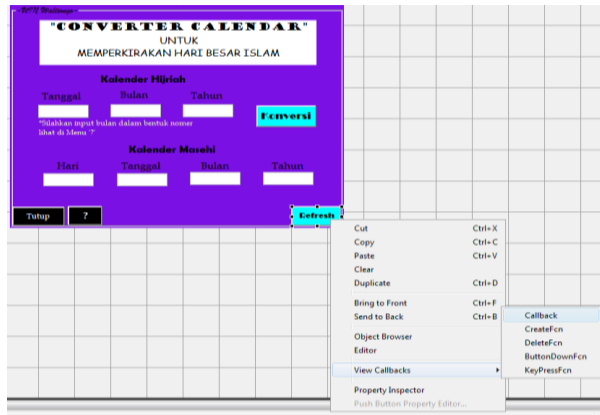 "CONVERTER CALENDAR"
UNTUK
MEMPERKIRAKAN HARI BESAR ISLAM
Kalender Hijriah
Tanggal Bulan Tahun
Konversi
*Silahkan input bulan dalam bentuk nomer
lihat di Menu '?'
Kalender Masehi
Hari Tanggal Bulan Tahun
Tutup ? Refresh
Cut Ctrl+X
Copy Ctrl+C
Paste Ctrl+V
Clear
Duplicate Ctrl+D
Bring to Front Ctrl+F
Send to Back Ctrl+B
Object Browser
Editor
View Callbacks
Property Inspector
Push Button Property Editor...
Callback
CreateFcn
DeleteFcn
ButtonDownFcn
KeyPressFcn